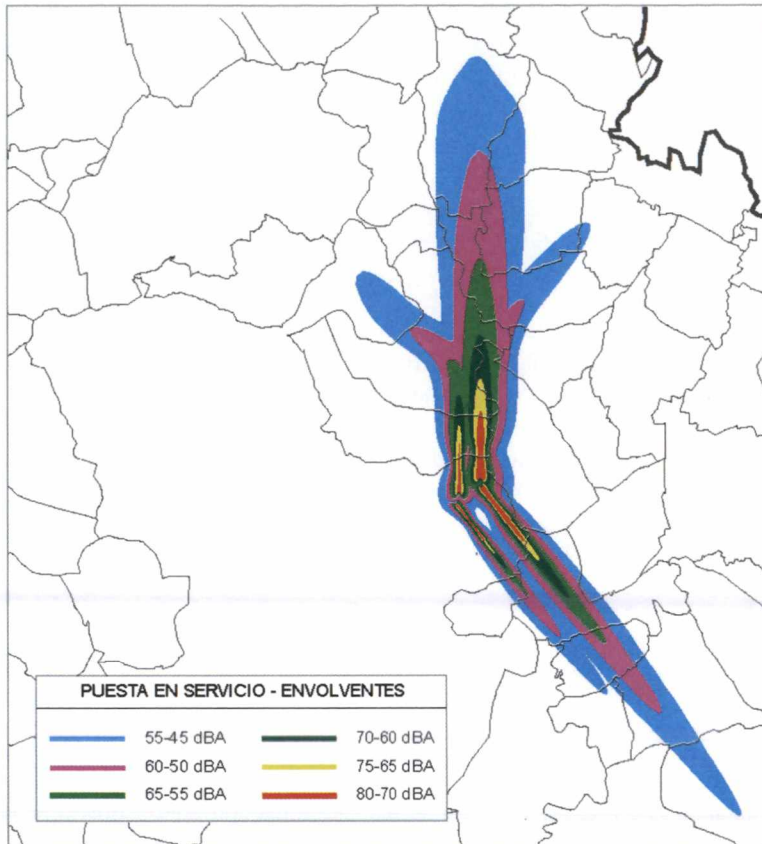 PUESTA EN SERVICIO - ENVOLVENTES
55-45 dBA
70-60 dBA
60-50 dBA
75-65 dBA
65-55 dBA
80-70 dBA